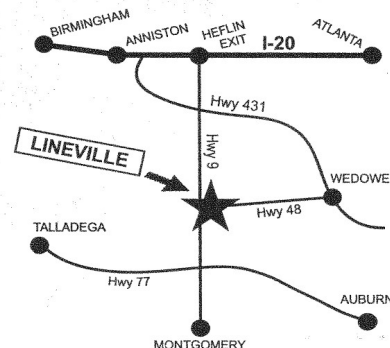 BIRMINGHAM
ANNISTON
HEFLIN
EXIT
I-20
ATLANTA
Hwy 431
Hwy 9
LINEVILLE
WEDOWE
Hwy 48
TALLADEGA
Hwy 77
AUBURN
MONTGOMERY